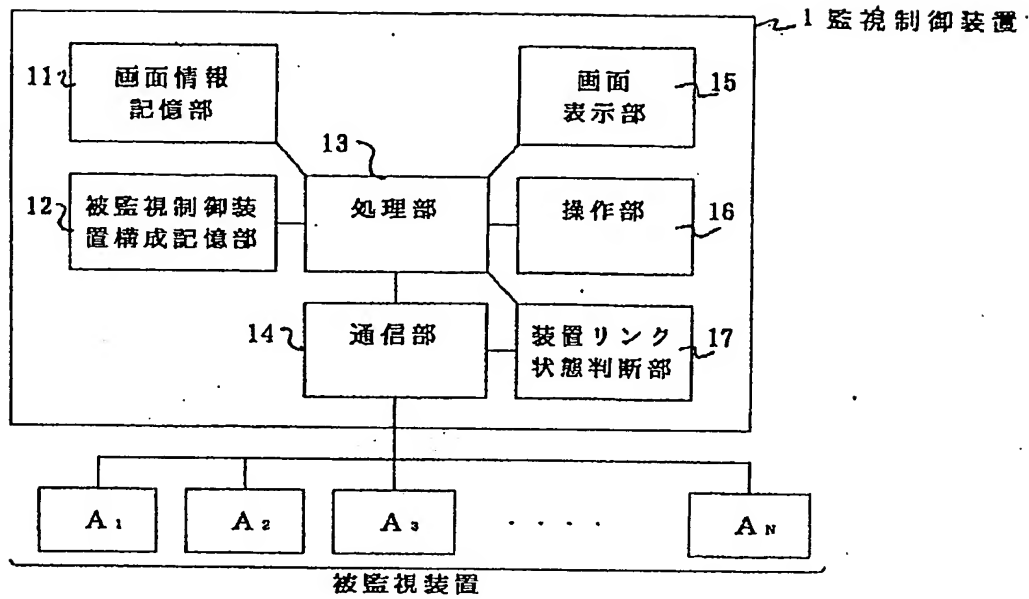 1 監視制御装置
11
画面情報
記憶部
画面
表示部
15
13
12
被監視制御装
置構成記憶部
処理部
操作部
16
14
通信部
装置リンク
状態判断部
17
A₁
A₂
A₃
.....
A_N
被監視装置